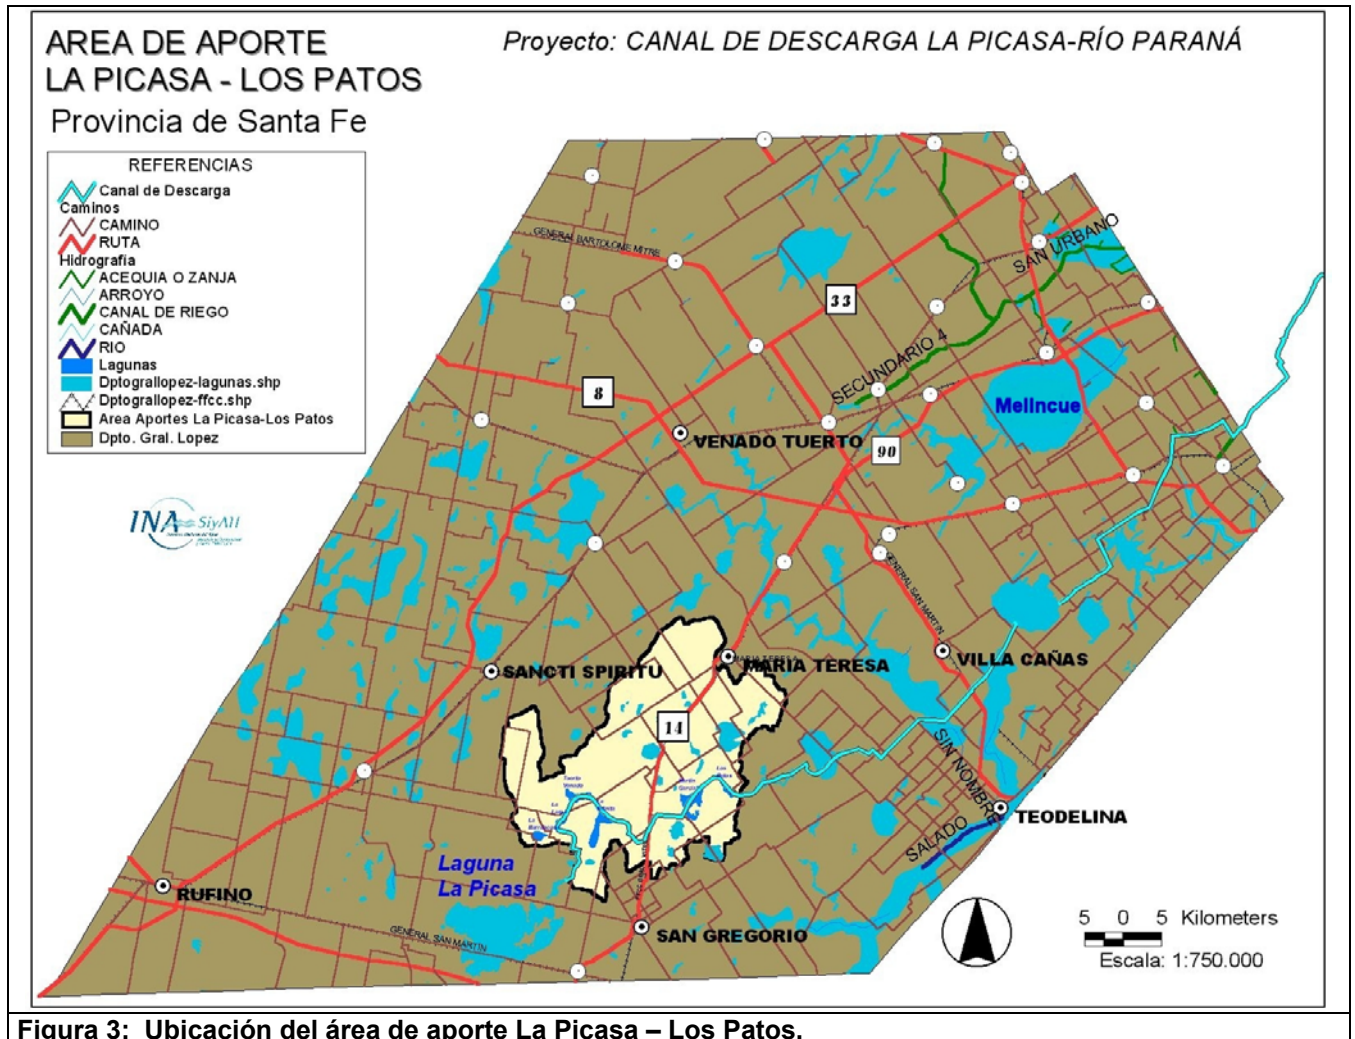 AREA DE APORTE
LA PICASA - LOS PATOS
Provincia de Santa Fe
Proyecto: CANAL DE DESCARGA LA PICASA-RÍO PARANÁ
REFERENCIAS
Canal de Descarga
Caminos
CAMINO
RUTA
Hidrografía
ACEQUIA O ZANJA
ARROYO
CANAL DE RIEGO
CAÑADA
RIO
Lagunas
Dptograllopez-lagunas.shp
Dptograllopez-ffcc.shp
Area Aportes La Picasa-Los Patos
Dpto. Gral. Lopez
INA SiyAH
GENERAL BARTOLOME MITRE
SAN URBANO
33
SECUNDARIO 4
8
Melincue
VENADO TUERTO
90
GENERAL SAN MARTIN
SANCTI SPIRITU
MARIA TERESA
MARIA TERESA
VILLA CAÑAS
14
SIN NOMBRE
TEODELINA
SALADO
Laguna
La Picasa
RUFINO
GENERAL SAN MARTIN
SAN GREGORIO
5 0 5 Kilometers
Escala: 1:750.000
Figura 3: Ubicación del área de aporte La Picasa – Los Patos.